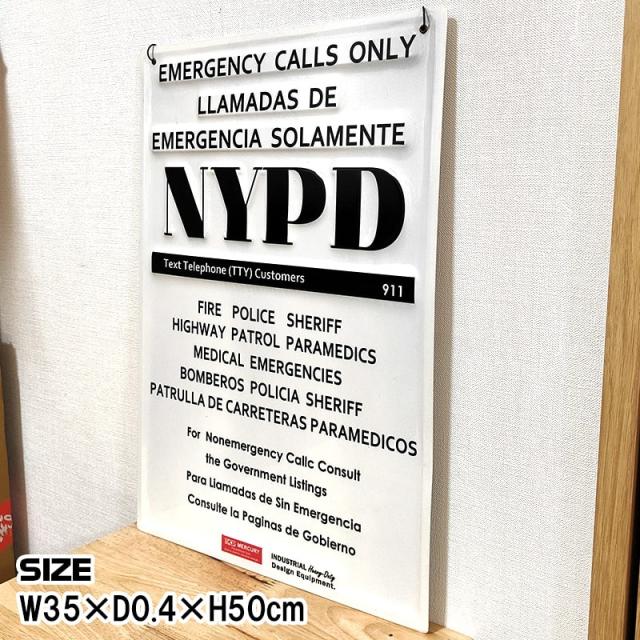 EMERGENCY CALLS ONLY
LLAMADAS DE
EMERGENCIA SOLAMENTE
NYPD
Text Telephone (TTY) Customers 911
FIRE POLICE SHERIFF
HIGHWAY PATROL PARAMEDICS
MEDICAL EMERGENCIES
BOMBEROS POLICIA SHERIFF
PATRULLA DE CARRETERAS PARAMEDICOS
For Nonemergency Callc Consult
the Government Listings
Para Llamadas de Sin Emergencia
Consulte la Paginas de Gobierno
MERCURY
INDUSTRIAL Heavy-Duty
Design Equipment.
SIZE
W35×D0.4×H50cm